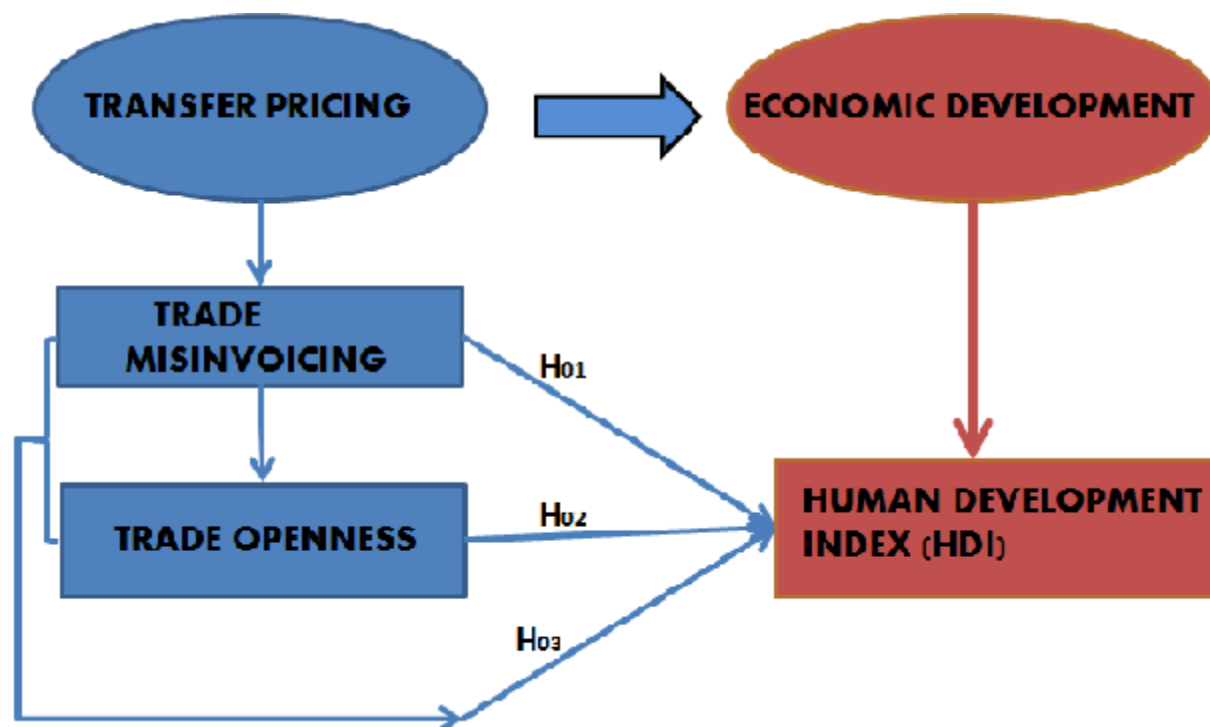 TRANSFER PRICING
ECONOMIC DEVELOPMENT
TRADE
MISINVOICING
H01
TRADE OPENNESS
H02
HUMAN DEVELOPMENT
INDEX (HDI)
H03